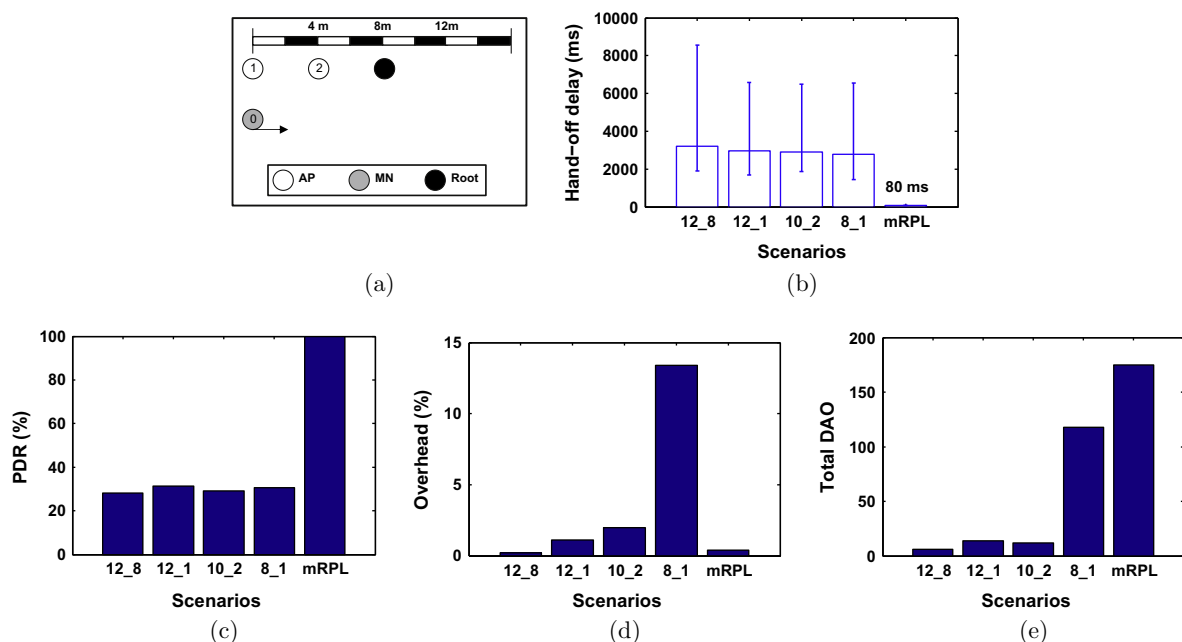 4 m 8m 12m
1 2
0
AP MN Root
(a)
Hand-off delay (ms)
10000
8000
6000
4000
2000
0
80 ms
12_8 12_1 10_2 8_1 mRPL
Scenarios
(b)
PDR (%)
100
80
60
40
20
0
12_8 12_1 10_2 8_1 mRPL
Scenarios
(c)
Overhead (%)
15
10
5
0
12_8 12_1 10_2 8_1 mRPL
Scenarios
(d)
Total DAO
200
150
100
50
0
12_8 12_1 10_2 8_1 mRPL
Scenarios
(e)